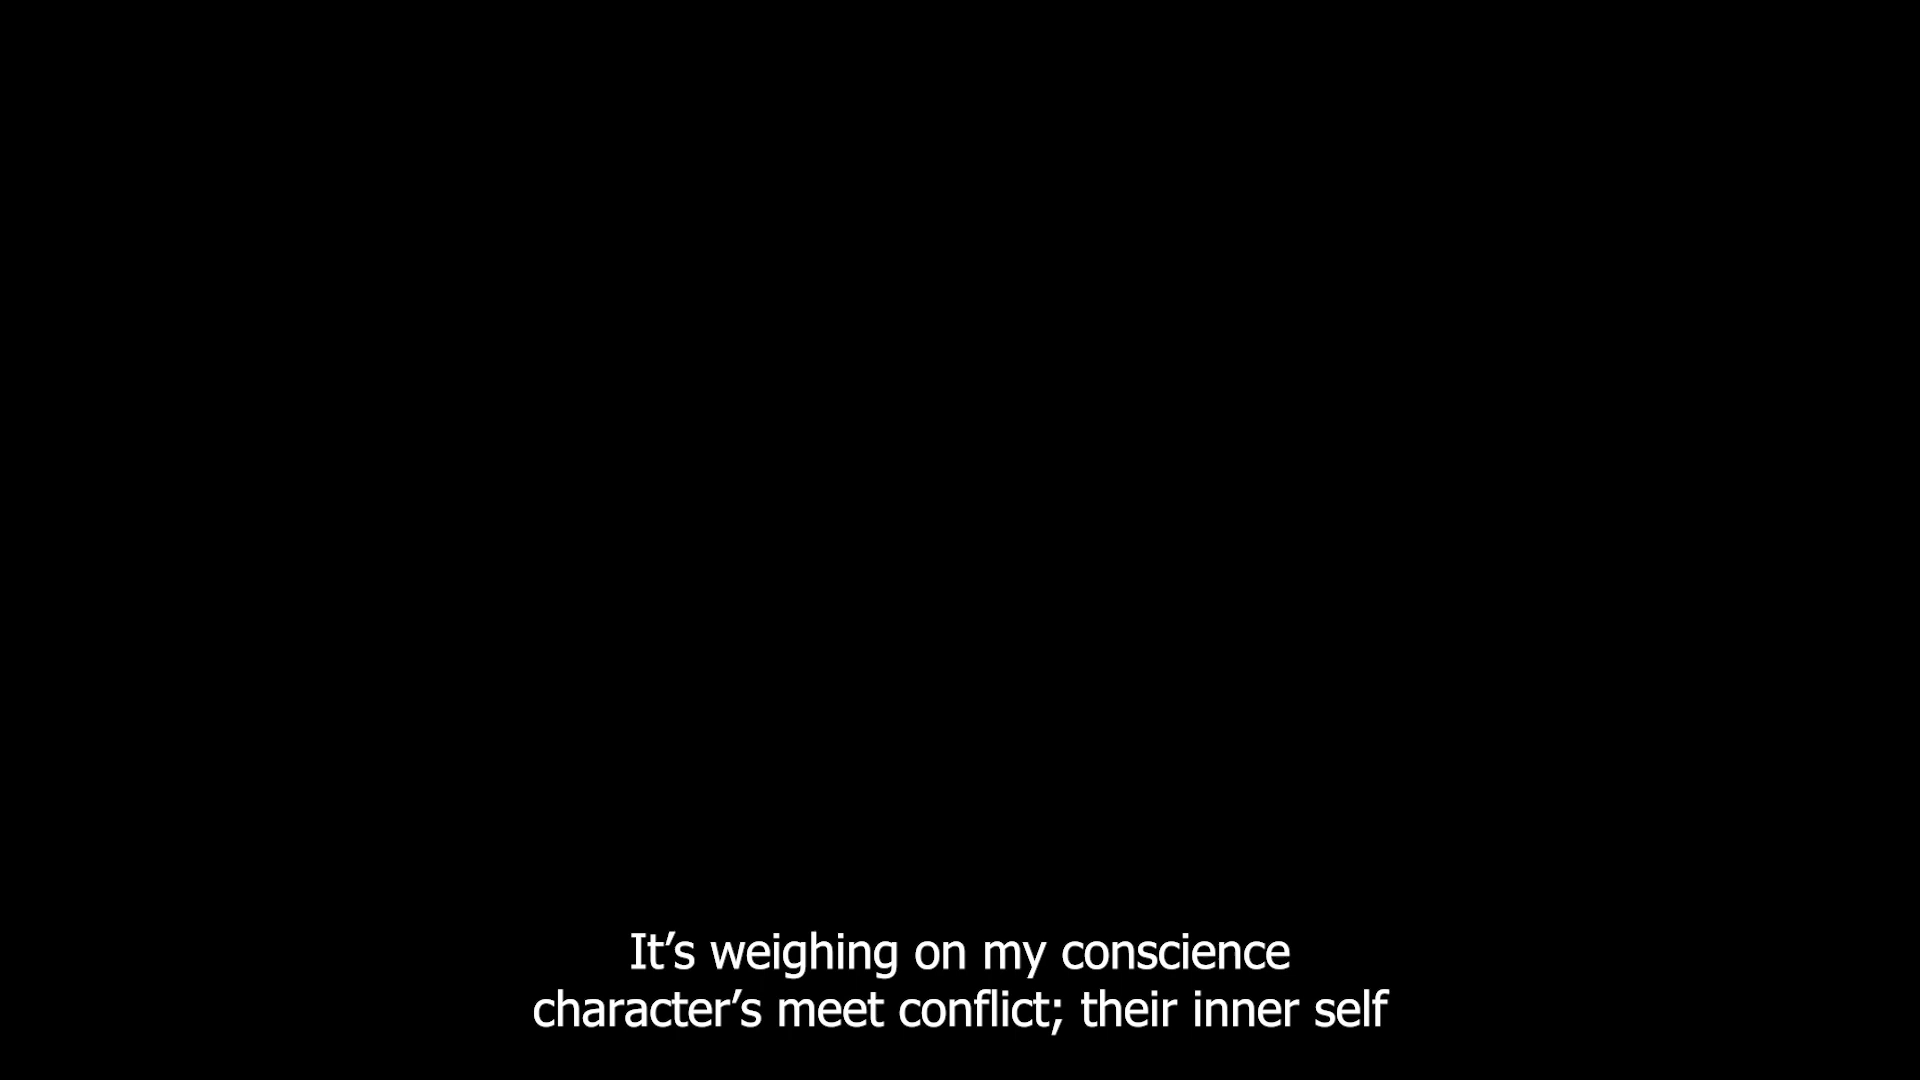 It’s weighing on my conscience
character’s meet conflict; their inner self